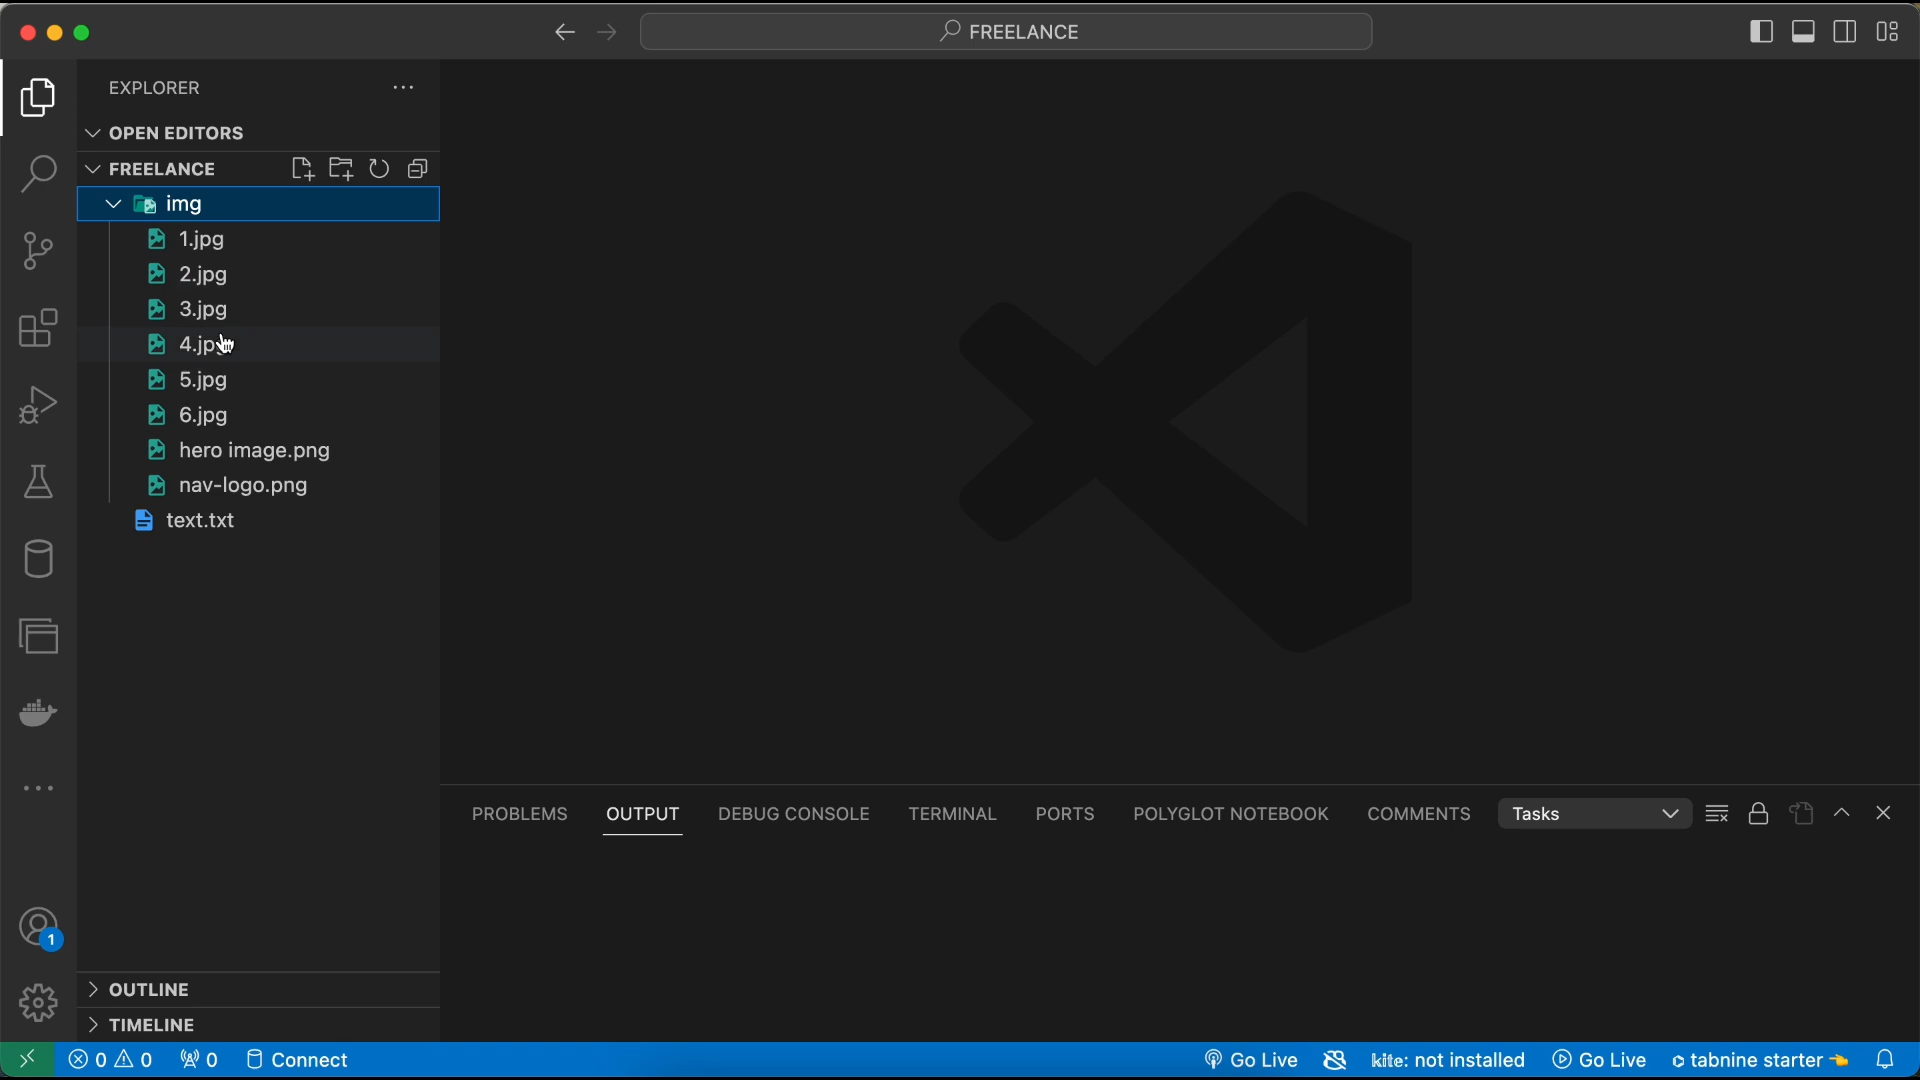 FREELANCE
EXPLORER
OPEN EDITORS
FREELANCE
img
1.jpg
2.jpg
3.jpg
4.jpg
5.jpg
6.jpg
hero image.png
nav-logo.png
text.txt
PROBLEMS OUTPUT DEBUG CONSOLE TERMINAL PORTS POLYGLOT NOTEBOOK COMMENTS Tasks
1
OUTLINE
TIMELINE
0 0 0 Connect Go Live kite: not installed Go Live tabnine starter